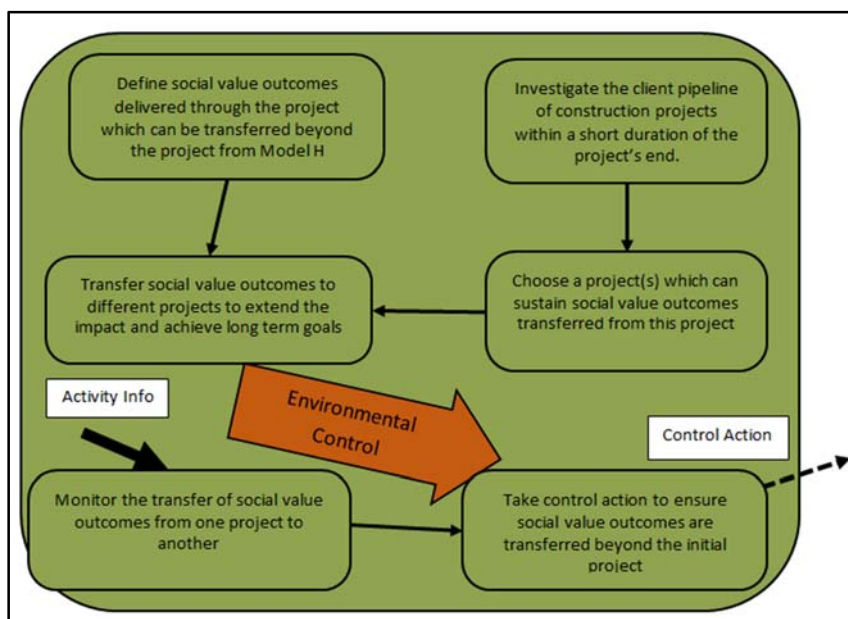 Define social value outcomes
delivered through the project
which can be transferred beyond
the project from Model H
Investigate the client pipeline
of construction projects
within a short duration of the
project's end.
Transfer social value outcomes to
different projects to extend the
impact and achieve long term goals
Choose a project(s) which can
sustain social value outcomes
transferred from this project
Activity Info
Environmental
Control
Control Action
Monitor the transfer of social value
outcomes from one project to
another
Take control action to ensure
social value outcomes are
transferred beyond the initial
project